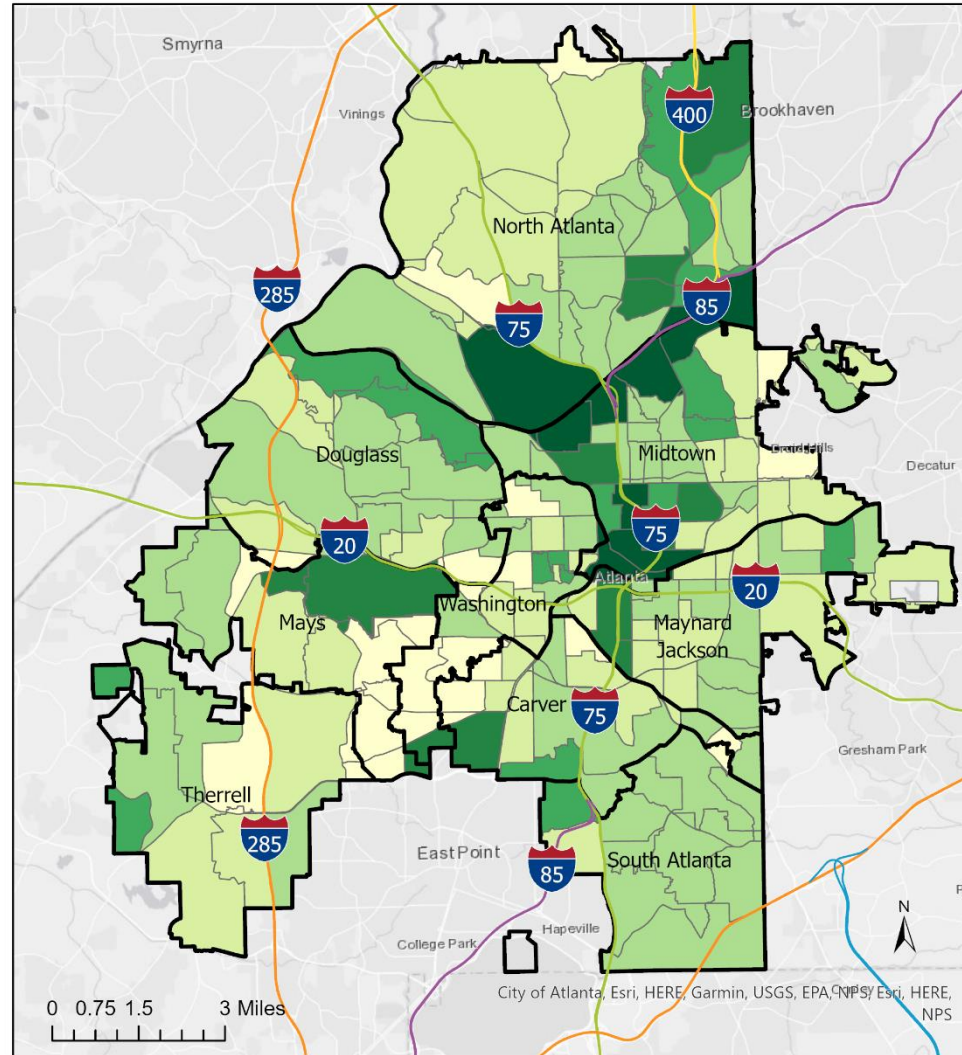 Smyrna
Vinings
400
Brookhaven
North Atlanta
285
75
85
Douglass
Midtown
Druid Hills
Decatur
20
75
Atlanta
20
Mays
Washington
Maynard
Jackson
Carver
75
Gresham Park
Therrell
285
East Point
85
South Atlanta
Hapeville
College Park
N
0 0.75 1.5 3 Miles
City of Atlanta, Esri, HERE, Garmin, USGS, EPA, NPS, Esri, HERE,
NPS